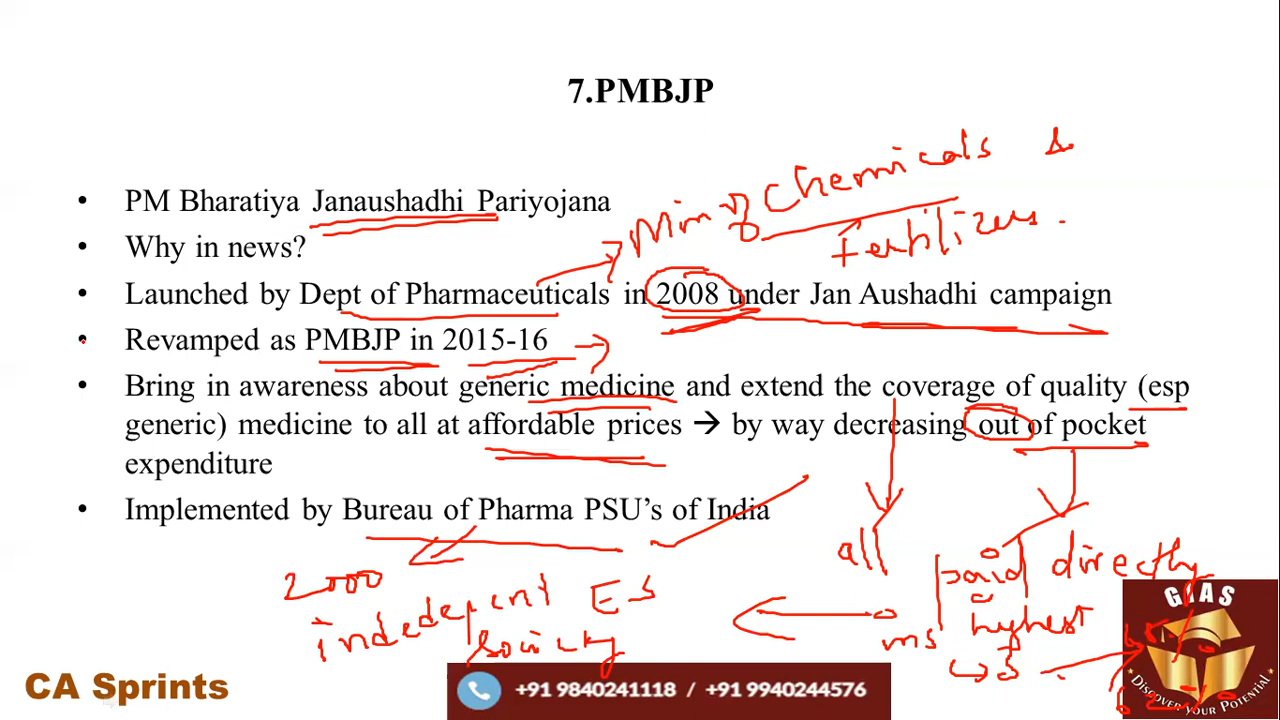 7.PMBJP
Chemicals &
• PM Bharatiya Janaushadhi Pariyojana
Min of
Fertilizers.
• Why in news?
• Launched by Dept of Pharmaceuticals in 2008 under Jan Aushadhi campaign
• Revamped as PMBJP in 2015-16
• Bring in awareness about generic medicine and extend the coverage of quality (esp
generic) medicine to all at affordable prices → by way decreasing out of pocket
expenditure
• Implemented by Bureau of Pharma PSU's of India
all
paid directly
highest
indedepent
society
GIAS
DISCOVER YOUR POTENTIAL
CA Sprints
+91 9840241118 / +91 9940244576